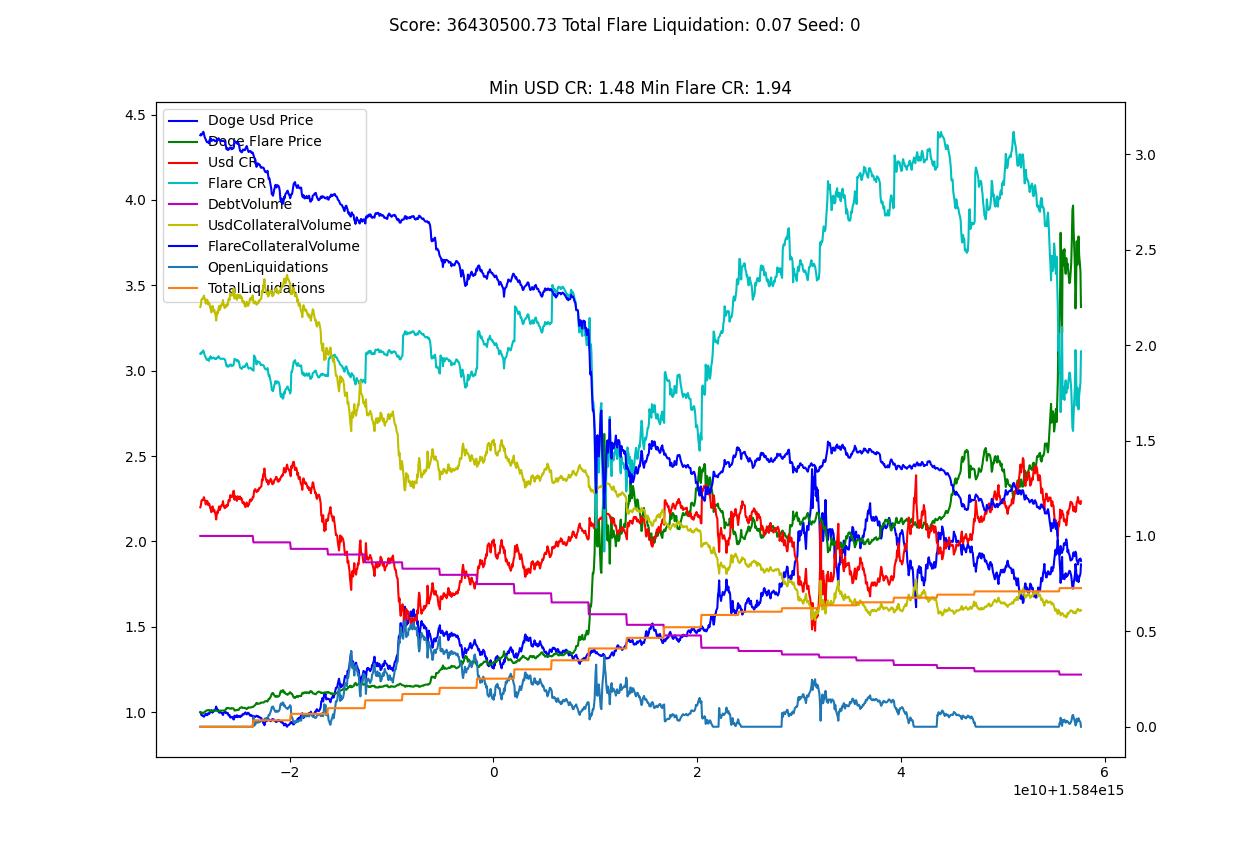 Score: 36430500.73 Total Flare Liquidation: 0.07 Seed: 0
Min USD CR: 1.48 Min Flare CR: 1.94
Doge Usd Price
Doge Flare Price
Usd CR
Flare CR
DebtVolume
UsdCollateralVolume
FlareCollateralVolume
OpenLiquidations
TotalLiquidations
4.5
4.0
3.5
3.0
2.5
2.0
1.5
1.0
3.0
2.5
2.0
1.5
1.0
0.5
0.0
−2 0 2 4 6
1e10+1.584e15